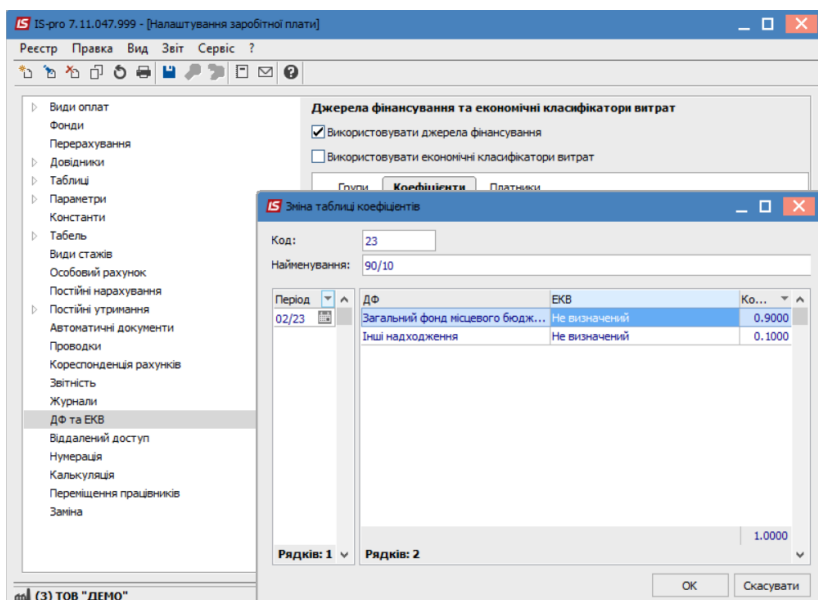 IS-pro 7.11.047.999 - [Налаштування заробітної плати]
Реєстр Правка Вид Звіт Сервіс ?
Види оплат
Фонди
Перерахування
Довідники
Таблиці
Параметри
Константи
Табель
Види стажів
Особовий рахунок
Постійні нарахування
Постійні утримання
Автоматичні документи
Проводки
Кореспонденція рахунків
Звітність
Журнали
ДФ та ЕКВ
Віддалений доступ
Нумерація
Калькуляція
Переміщення працівників
Заміна
Джерела фінансування та економічні класифікатори витрат
Використовувати джерела фінансування
Використовувати економічні класифікатори витрат
Групи Коефіцієнти Платники
Зміна таблиці коефіцієнтів
Код: 23
Найменування: 90/10
Період ДФ ЕКВ Ко...
02/23 Загальний фонд місцевого бюдж... Не визначений 0.9000
Інші надходження Не визначений 0.1000
1.0000
Рядків: 1 Рядків: 2
ОК Скасувати
(3) ТОВ "ДЕМО"